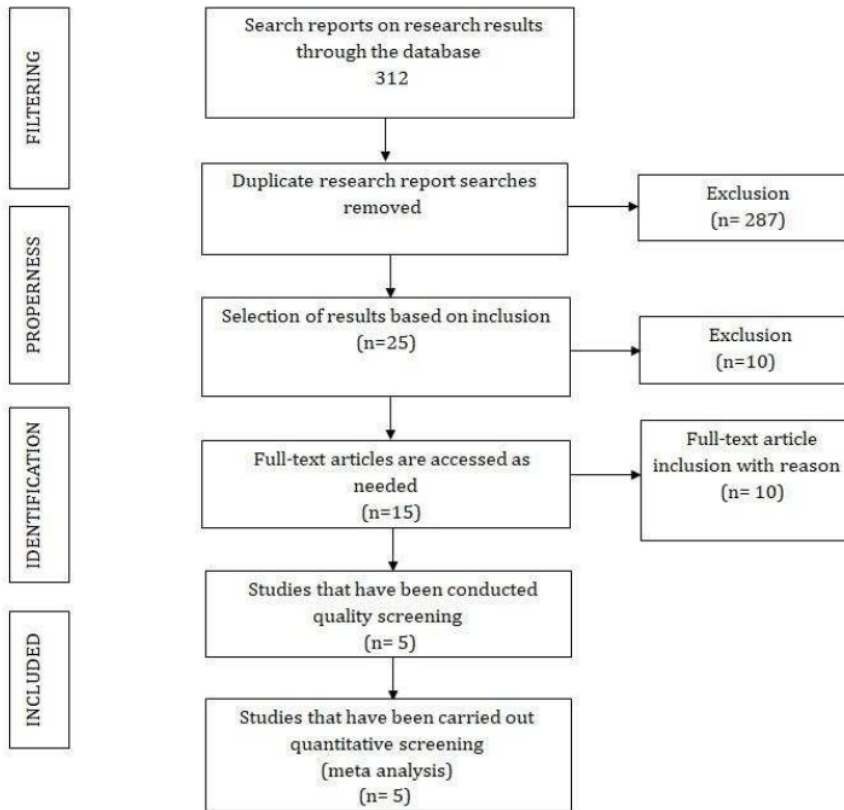 FILTERING
Search reports on research results
through the database
312
Duplicate research report searches
removed
Exclusion
(n= 287)
PROPERNESS
Selection of results based on inclusion
(n=25)
Exclusion
(n=10)
IDENTIFICATION
Full-text articles are accessed as
needed
(n=15)
Full-text article
inclusion with reason
(n= 10)
Studies that have been conducted
quality screening
(n= 5)
INCLUDED
Studies that have been carried out
quantitative screening
(meta analysis)
(n= 5)